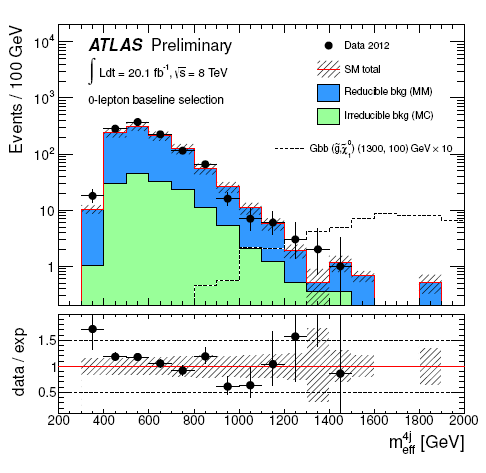 ATLAS Preliminary
∫ Ldt = 20.1 fb⁻¹, √s = 8 TeV
0-lepton baseline selection
Data 2012
SM total
Reducible bkg (MM)
Irreducible bkg (MC)
Gbb (g̃,χ̃₁⁰) (1300, 100) GeV × 10
Events / 100 GeV
10⁴
10³
10²
10
1
data / exp
1.5
1
0.5
200 400 600 800 1000 1200 1400 1600 1800 2000
m_eff^4j [GeV]